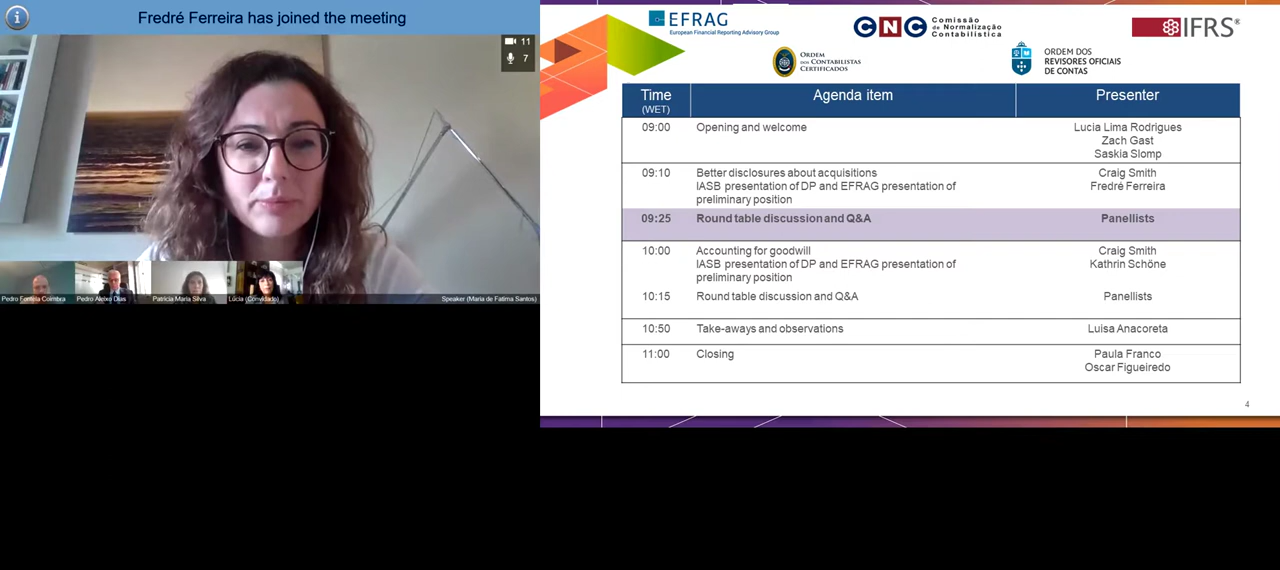 Fredré Ferreira has joined the meeting
11
7
Pedro Fontela Coimbra
Pedro Aleixo Dias
Patricia Maria Silva
Lúcia (Convidado)
Speaker (Maria de Fatima Santos)
EFRAG
European Financial Reporting Advisory Group
CNC
Comissão
de Normalização
Contabilística
IFRS®
ORDEM
DOS CONTABILISTAS
CERTIFICADOS
ORDEM DOS
REVISORES OFICIAIS
DE CONTAS
Time
(WET)
Agenda item
Presenter
09:00
Opening and welcome
Lucia Lima Rodrigues
Zach Gast
Saskia Slomp
09:10
Better disclosures about acquisitions
IASB presentation of DP and EFRAG presentation of
preliminary position
Craig Smith
Fredré Ferreira
09:25
Round table discussion and Q&A
Panellists
10:00
Accounting for goodwill
IASB presentation of DP and EFRAG presentation of
preliminary position
Craig Smith
Kathrin Schöne
10:15
Round table discussion and Q&A
Panellists
10:50
Take-aways and observations
Luisa Anacoreta
11:00
Closing
Paula Franco
Oscar Figueiredo
4